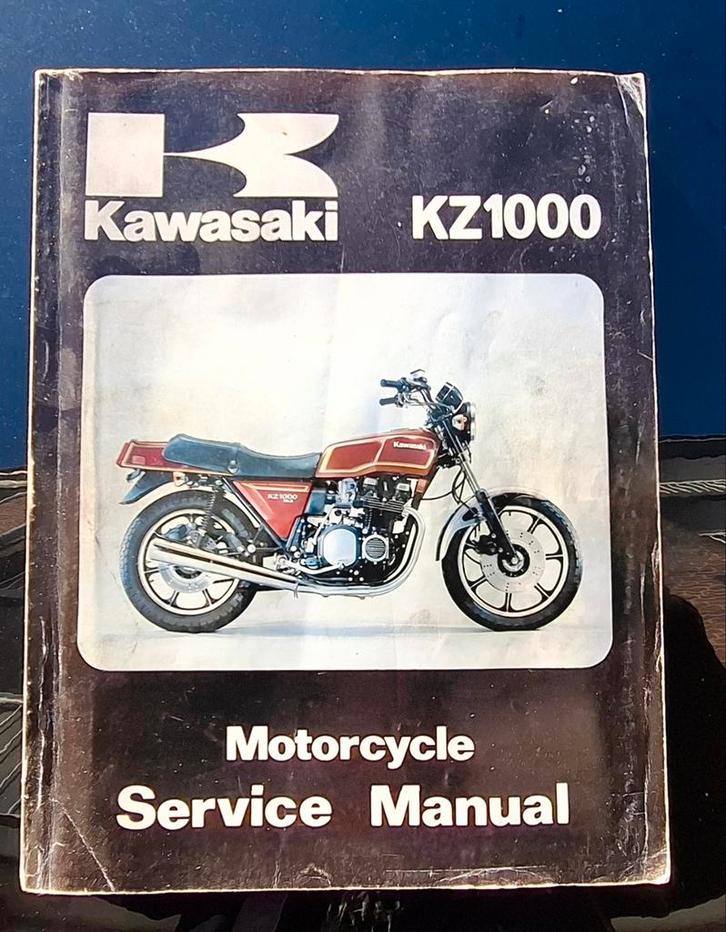 Kawasaki KZ1000
Kawasaki
KZ1000
Motorcycle
Service Manual